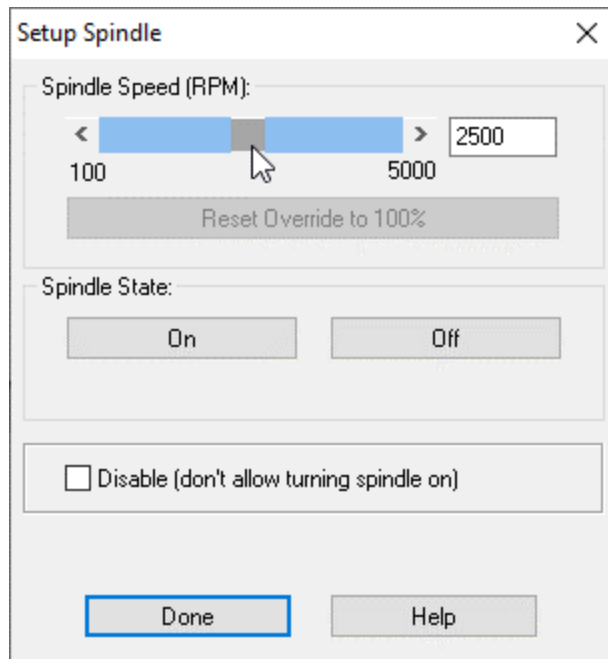 Setup Spindle
Spindle Speed (RPM):
2500
100 5000
Reset Override to 100%
Spindle State:
On Off
Disable (don't allow turning spindle on)
Done Help